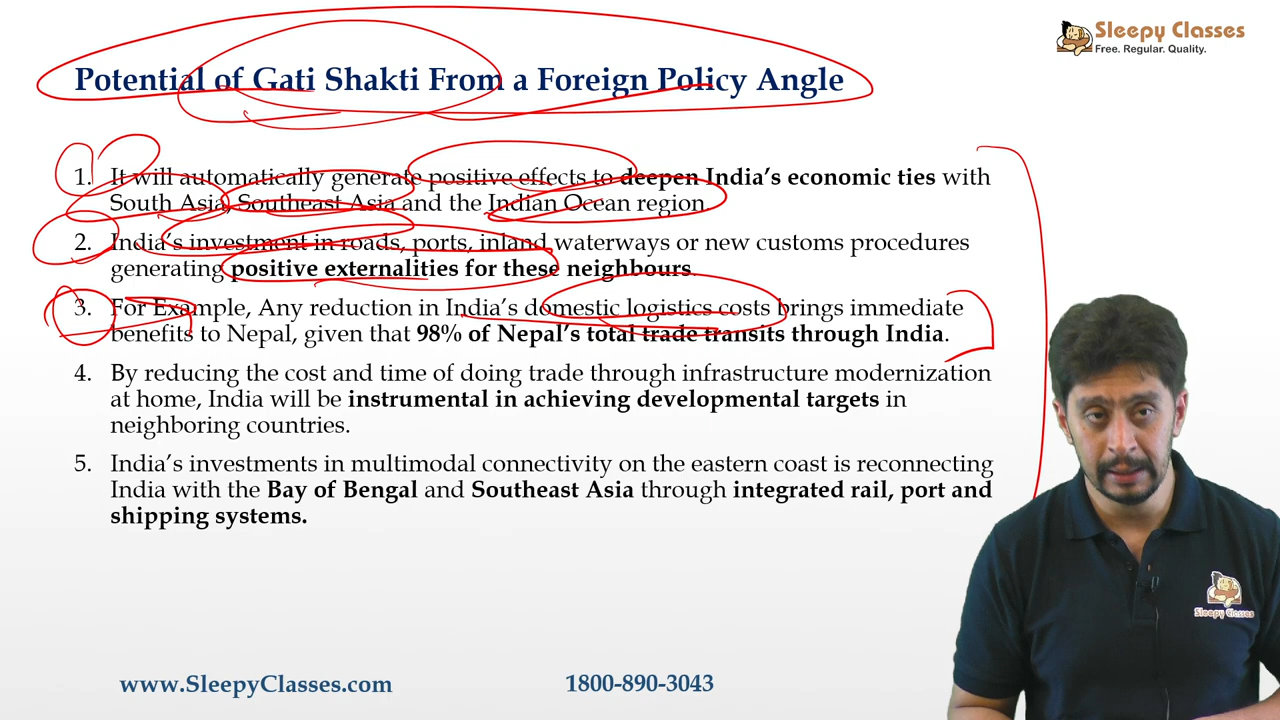 Sleepy Classes
Free. Regular. Quality.
Potential of Gati Shakti From a Foreign Policy Angle
1. It will automatically generate positive effects to deepen India's economic ties with
South Asia, Southeast Asia and the Indian Ocean region.
2. India's investment in roads, ports, inland waterways or new customs procedures
generating positive externalities for these neighbours.
3. For Example, Any reduction in India's domestic logistics costs brings immediate
benefits to Nepal, given that 98% of Nepal's total trade transits through India.
4. By reducing the cost and time of doing trade through infrastructure modernization
at home, India will be instrumental in achieving developmental targets in
neighboring countries.
5. India's investments in multimodal connectivity on the eastern coast is reconnecting
India with the Bay of Bengal and Southeast Asia through integrated rail, port and
shipping systems.
Sleepy Classes
www.SleepyClasses.com
1800-890-3043